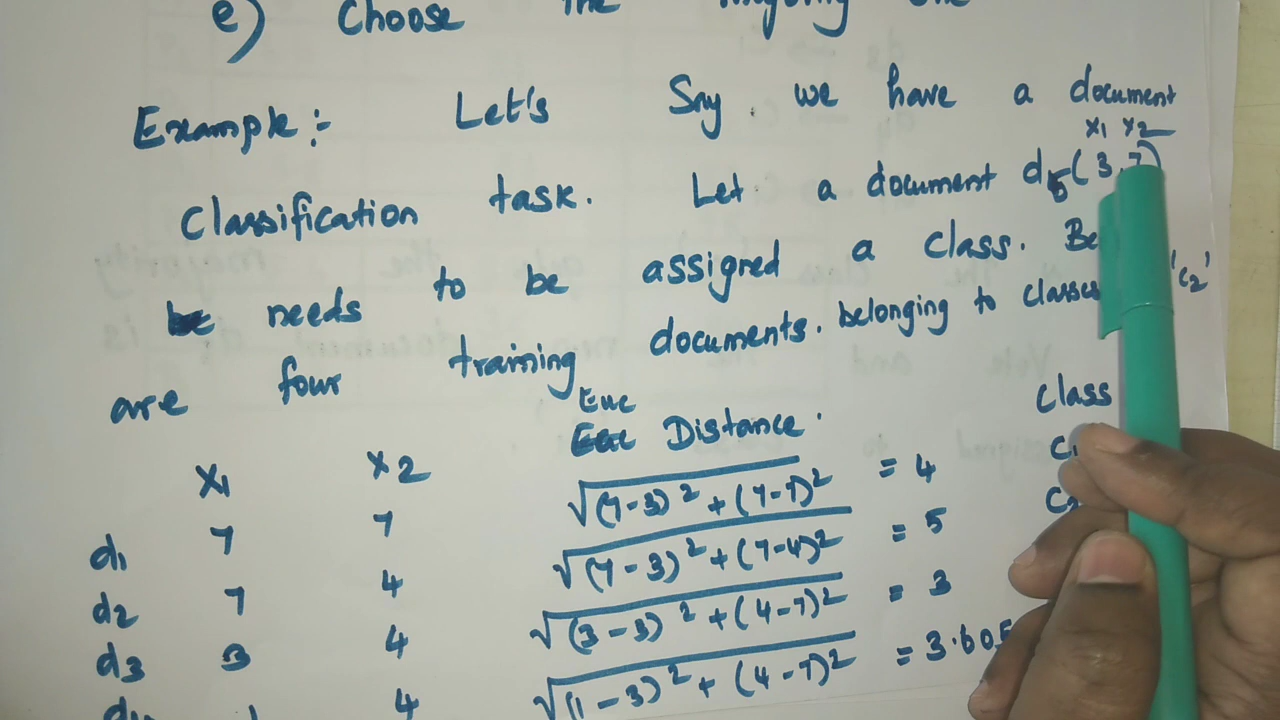 e) Choose the
Example:- Let's Say we have a document
x1 x2
Classification task. Let a document d5(3,7)
needs to be assigned a class.
are four training documents. belonging to classes 'c2'
Euc
X1 X2 Distance. Class
d1 7 7 √(7-3)² + (7-7)² = 4
d2 7 4 √(7-3)² + (7-4)² = 5
d3 3 4 √(3-3)² + (4-7)² = 3
4 √(1-3)² + (4-7)² = 3.605